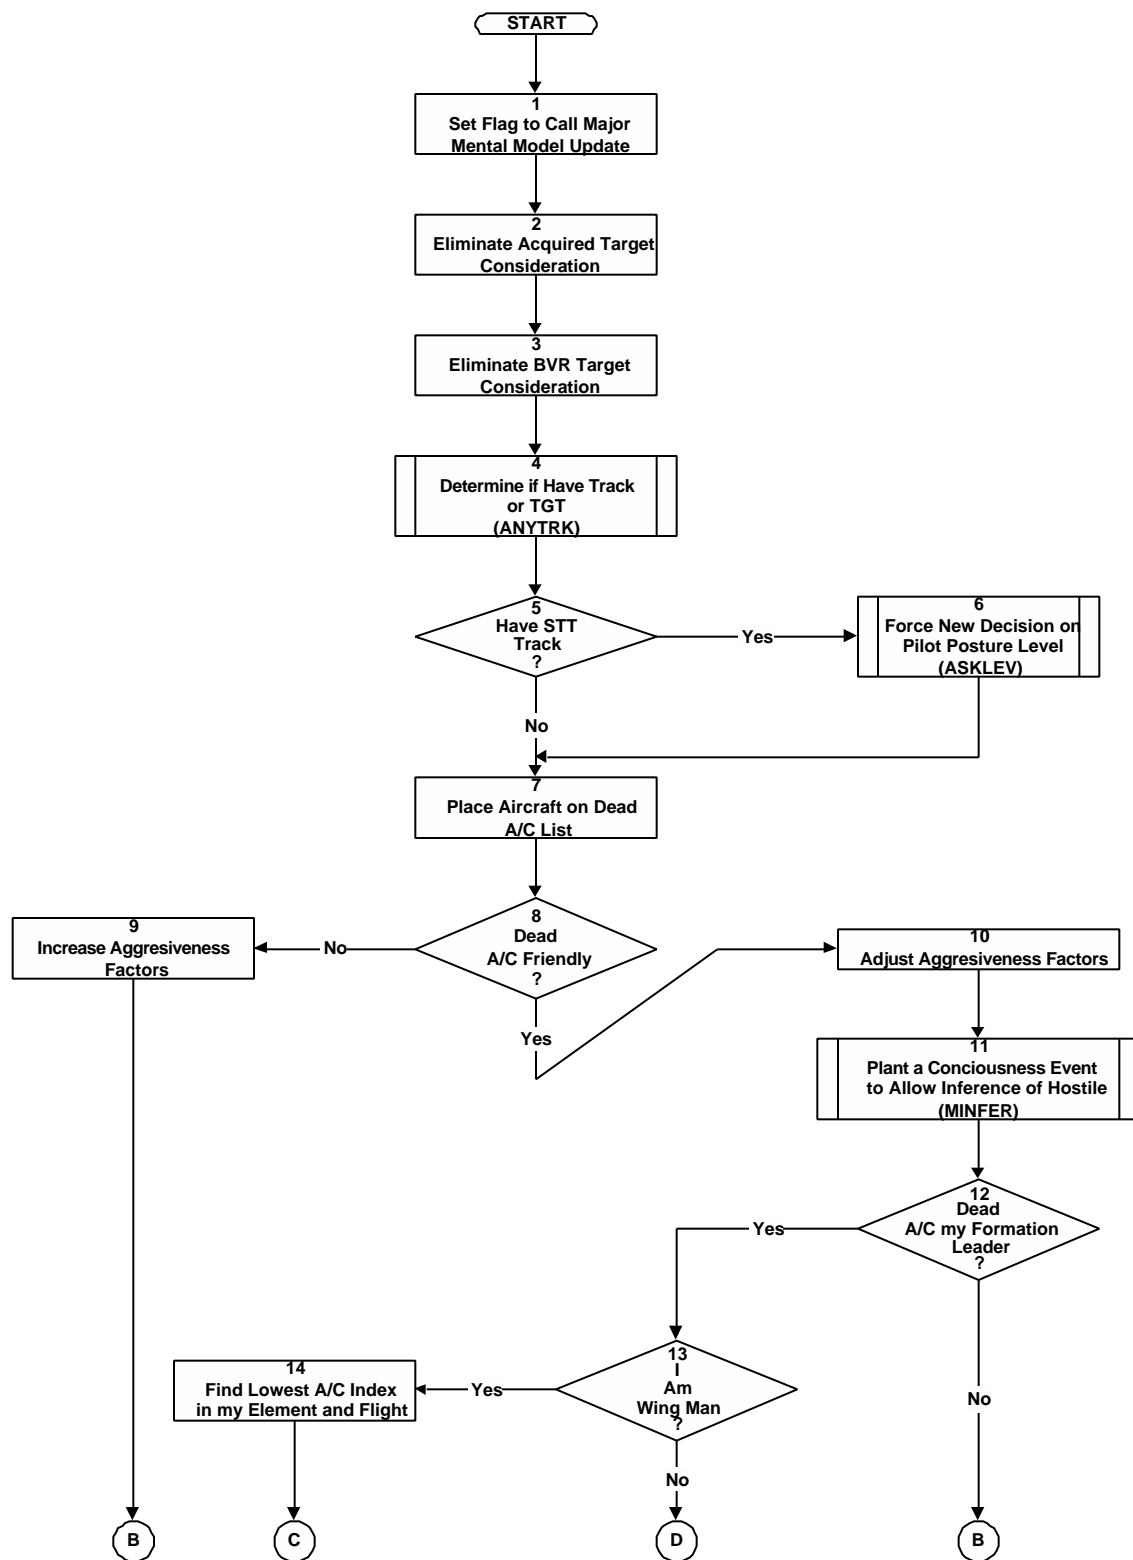 START
1
Set Flag to Call Major
Mental Model Update
2
Eliminate Acquired Target
Consideration
3
Eliminate BVR Target
Consideration
4
Determine if Have Track
or TGT
(ANYTRK)
5
Have STT
Track
?
Yes
6
Force New Decision on
Pilot Posture Level
(ASKLEV)
No
7
Place Aircraft on Dead
A/C List
8
Dead
A/C Friendly
?
No
9
Increase Aggresiveness
Factors
Yes
10
Adjust Aggresiveness Factors
11
Plant a Conciousness Event
to Allow Inference of Hostile
(MINFER)
12
Dead
A/C my Formation
Leader
?
Yes
No
13
I
Am
Wing Man
?
Yes
14
Find Lowest A/C Index
in my Element and Flight
No
B
C
D
B